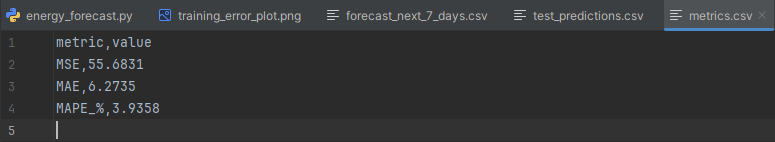 energy_forecast.py training_error_plot.png forecast_next_7_days.csv test_predictions.csv metrics.csv
1 metric,value
2 MSE,55.6831
3 MAE,6.2735
4 MAPE_%,3.9358
5